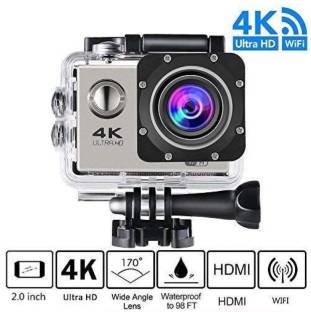 4K
Ultra HD WiFi
4K
ULTRA HD
170°
4K HDMI
2.0 inch
Ultra HD
Wide Angle
Lens
Waterproof
to 98 FT
HDMI
WIFI